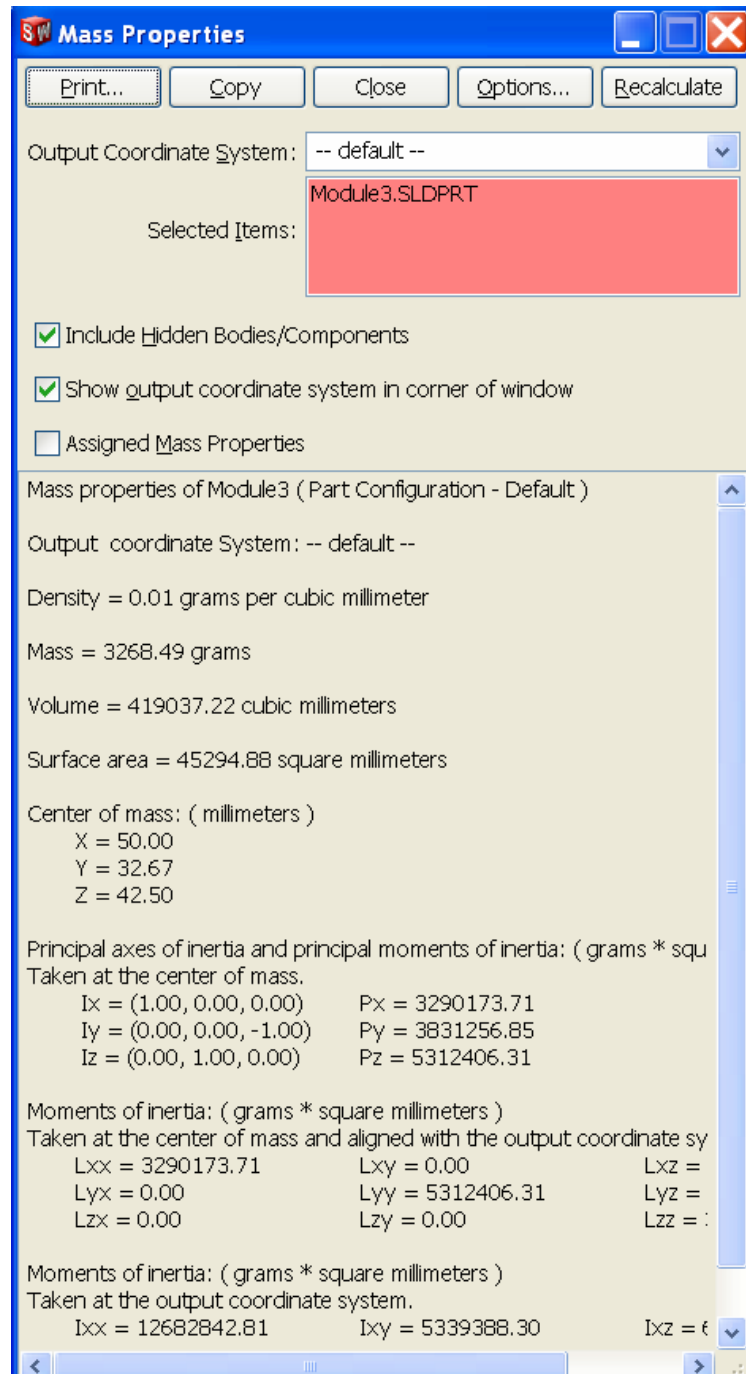 SW Mass Properties
Print... Copy Close Options... Recalculate
Output Coordinate System: -- default --
Selected Items: Module3.SLDPRT
Include Hidden Bodies/Components
Show output coordinate system in corner of window
Assigned Mass Properties
Mass properties of Module3 ( Part Configuration - Default )
Output coordinate System: -- default --
Density = 0.01 grams per cubic millimeter
Mass = 3268.49 grams
Volume = 419037.22 cubic millimeters
Surface area = 45294.88 square millimeters
Center of mass: ( millimeters )
X = 50.00
Y = 32.67
Z = 42.50
Principal axes of inertia and principal moments of inertia: ( grams * squ
Taken at the center of mass.
Ix = (1.00, 0.00, 0.00) Px = 3290173.71
Iy = (0.00, 0.00, -1.00) Py = 3831256.85
Iz = (0.00, 1.00, 0.00) Pz = 5312406.31
Moments of inertia: ( grams * square millimeters )
Taken at the center of mass and aligned with the output coordinate sy
Lxx = 3290173.71 Lxy = 0.00 Lxz =
Lyx = 0.00 Lyy = 5312406.31 Lyz =
Lzx = 0.00 Lzy = 0.00 Lzz =
Moments of inertia: ( grams * square millimeters )
Taken at the output coordinate system.
Ixx = 12682842.81 Ixy = 5339388.30 Ixz =